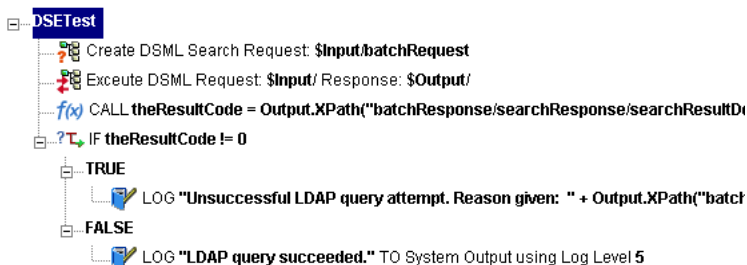 DSETest
Create DSML Search Request: $Input/batchRequest
Exceute DSML Request: $Input/ Response: $Output/
f(x) CALL theResultCode = Output.XPath("batchResponse/searchResponse/searchResultD
IF theResultCode != 0
TRUE
LOG "Unsuccessful LDAP query attempt. Reason given: " + Output.XPath("batch
FALSE
LOG "LDAP query succeeded." TO System Output using Log Level 5